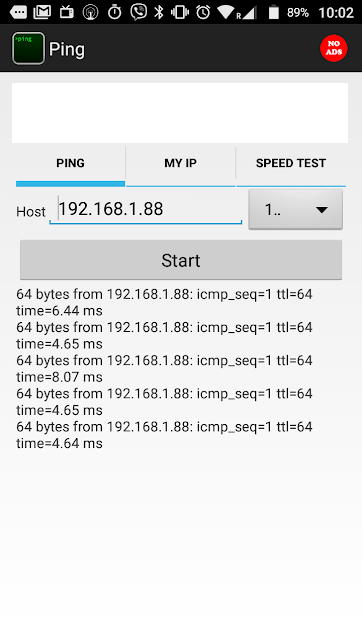 R
89% 10:02
>ping_
Ping
NO
ADS
PING MY IP SPEED TEST
Host 192.168.1.88 1..
Start
64 bytes from 192.168.1.88: icmp_seq=1 ttl=64
time=6.44 ms
64 bytes from 192.168.1.88: icmp_seq=1 ttl=64
time=4.65 ms
64 bytes from 192.168.1.88: icmp_seq=1 ttl=64
time=8.07 ms
64 bytes from 192.168.1.88: icmp_seq=1 ttl=64
time=4.65 ms
64 bytes from 192.168.1.88: icmp_seq=1 ttl=64
time=4.64 ms